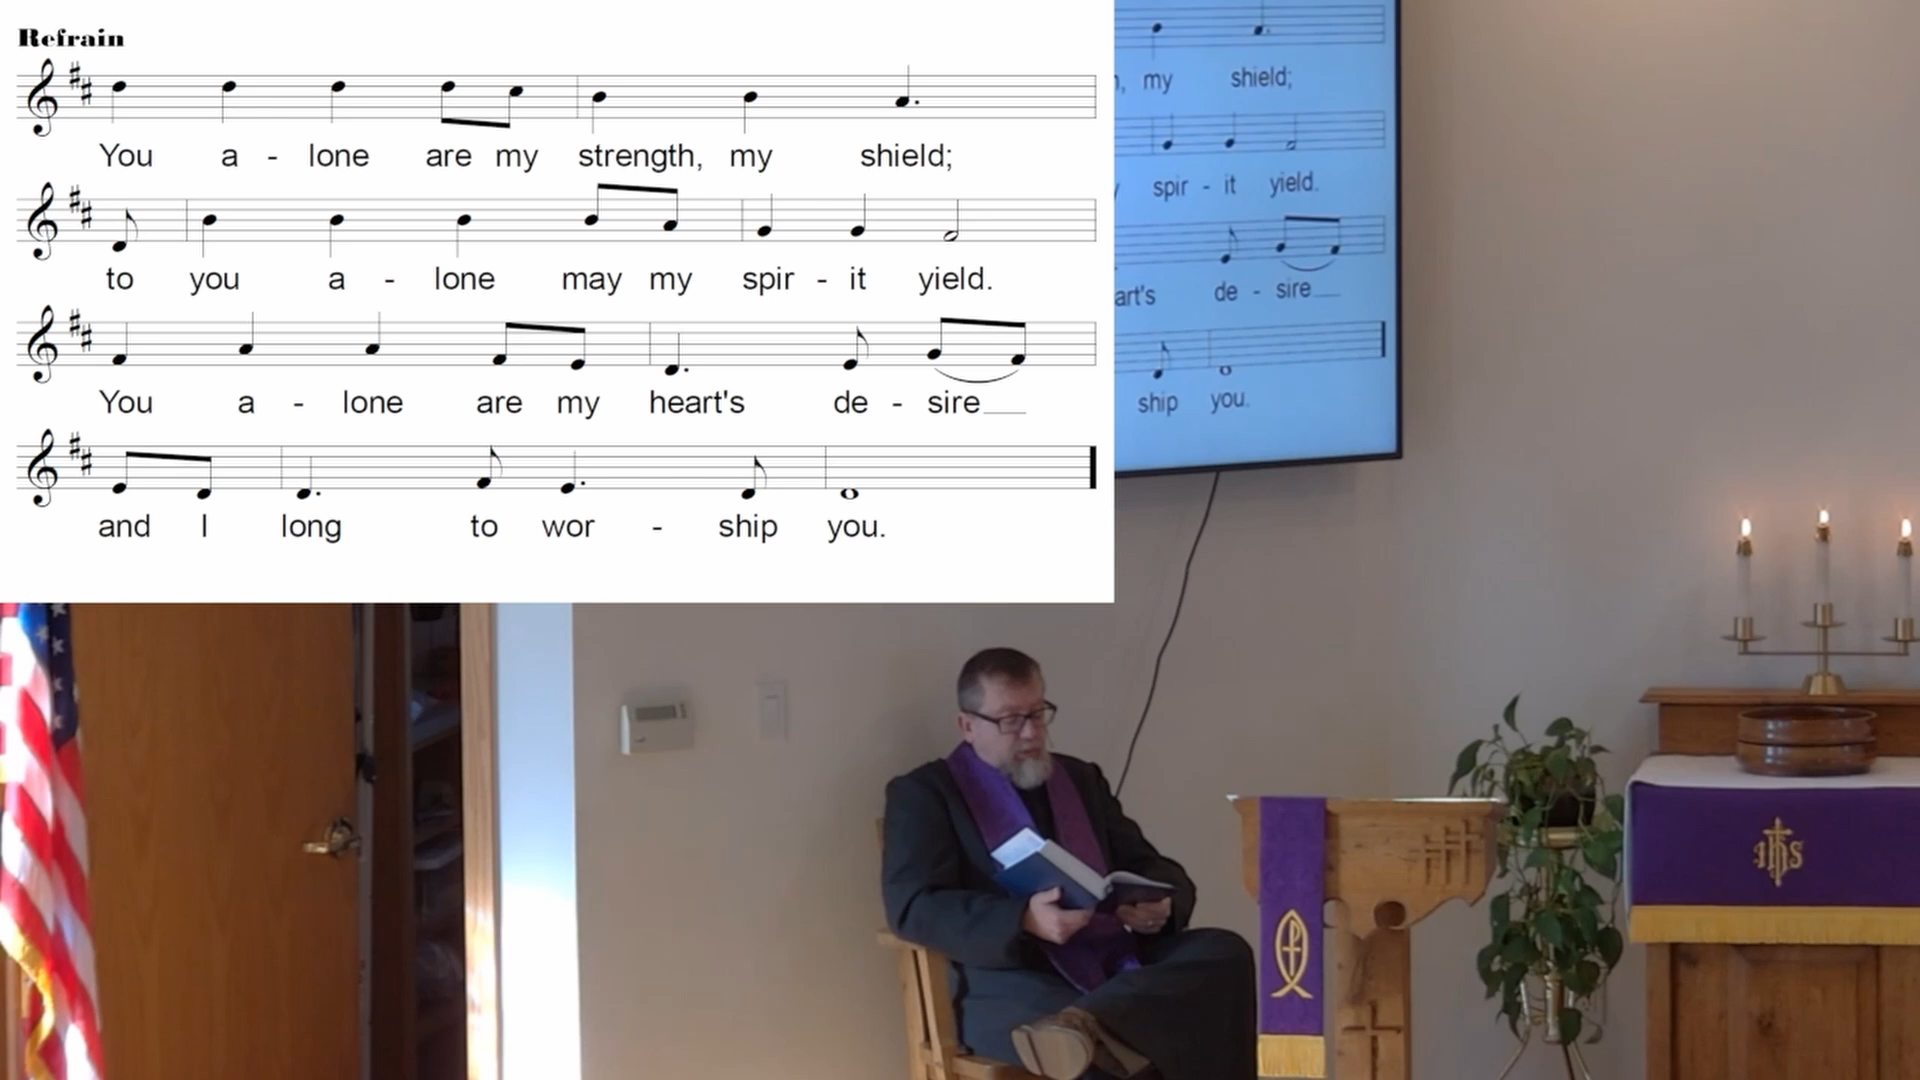 Refrain
You a - lone are my strength, my shield;
to you a - lone may my spir - it yield.
You a - lone are my heart's de - sire
and I long to wor - ship you.
my shield;
spir - it yield.
art's de - sire
ship you.
IHS